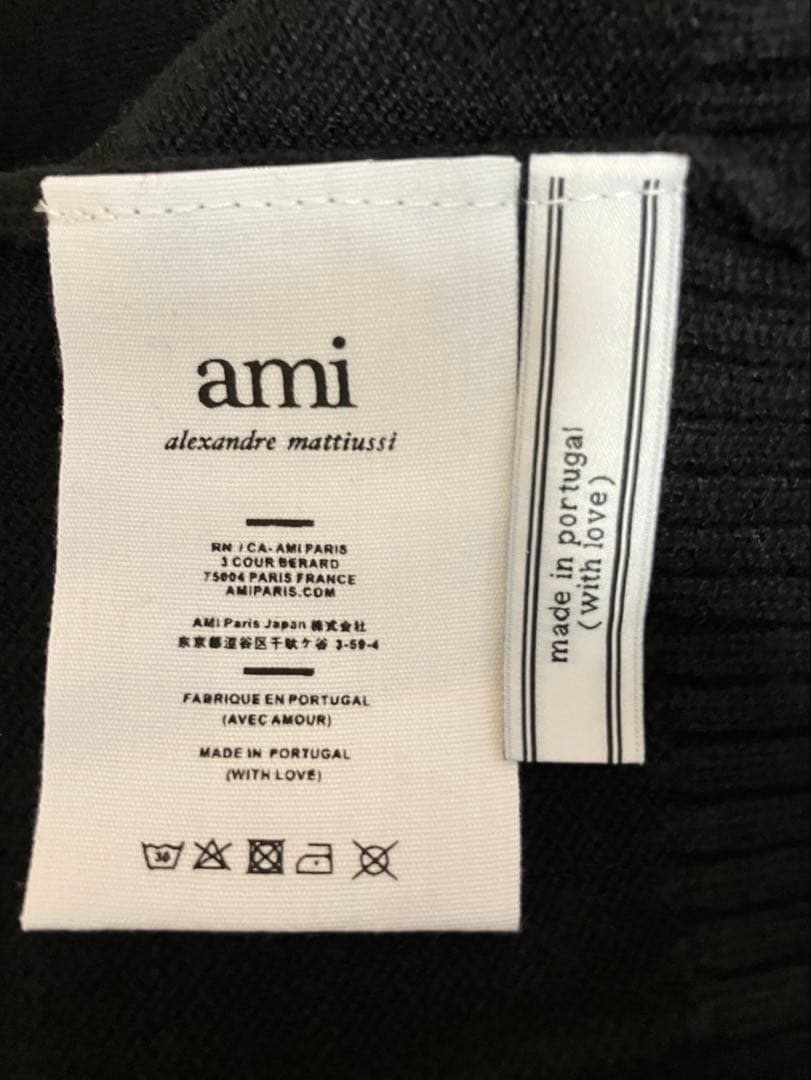 ami
alexandre mattiussi
RN / CA- AMI PARIS
3 COUR BERARD
75004 PARIS FRANCE
AMIPARIS.COM
AMI Paris Japan 株式会社
东京都涩谷区千駄ケ谷 3-59-4
FABRIQUE EN PORTUGAL
(AVEC AMOUR)
MADE IN PORTUGAL
(WITH LOVE)
30
made in portugal
(with love)